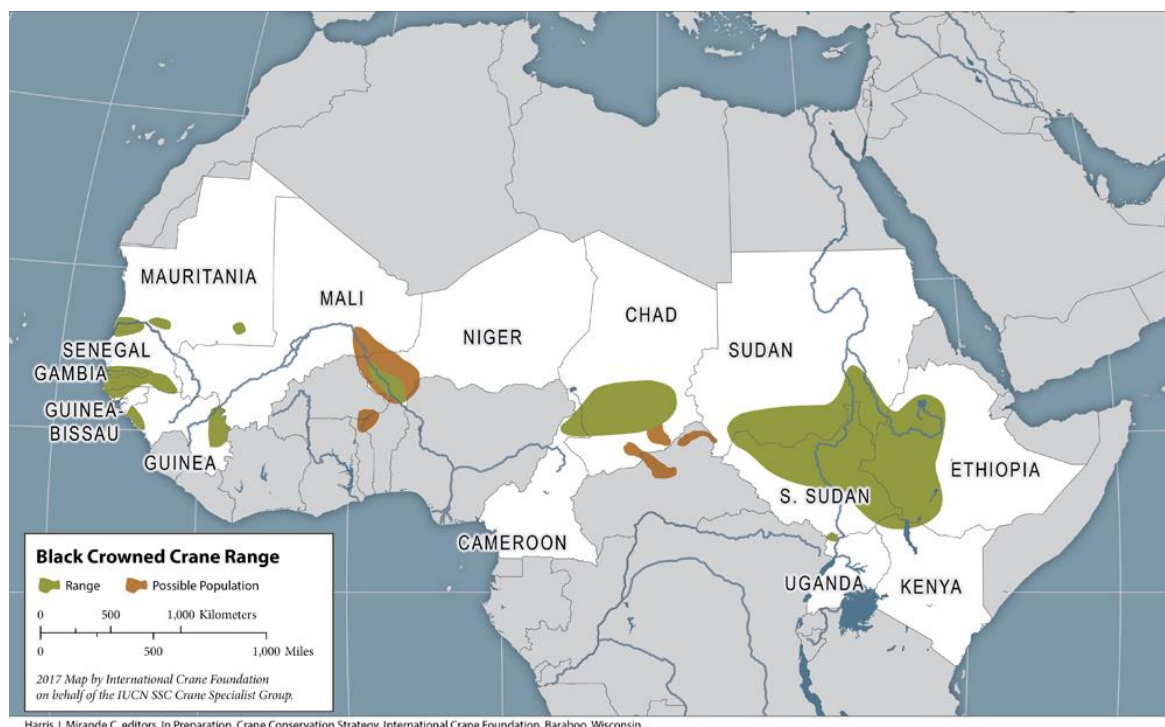 MAURITANIA
MALI
NIGER
CHAD
SUDAN
SENEGAL
GAMBIA
GUINEA-
BISSAU
GUINEA
S. SUDAN
ETHIOPIA
CAMEROON
UGANDA
KENYA
Black Crowned Crane Range
Range Possible Population
0 500 1,000 Kilometers
0 500 1,000 Miles
2017 Map by International Crane Foundation
on behalf of the IUCN SSC Crane Specialist Group.
Harris J, Mirande C, editors. In Preparation. Crane Conservation Strategy. International Crane Foundation, Baraboo, Wisconsin